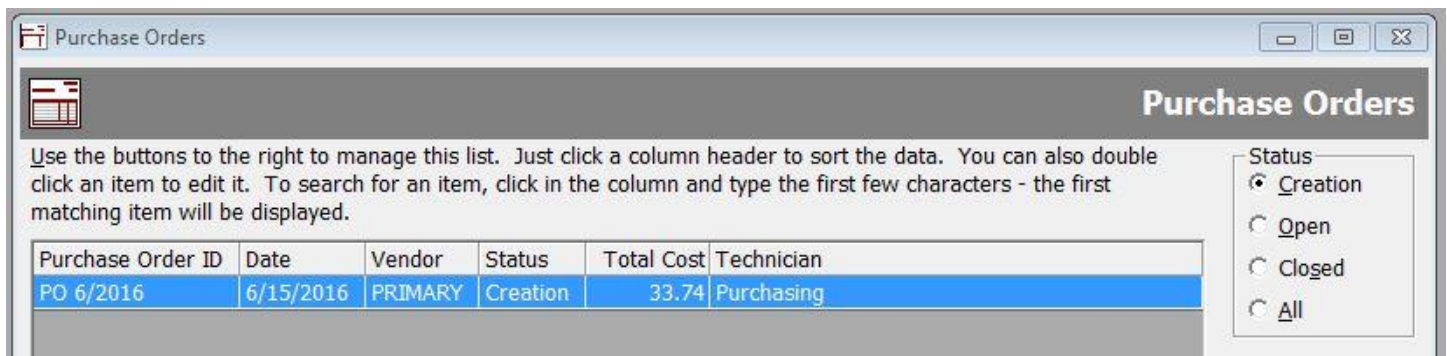 Purchase Orders
Purchase Orders
Use the buttons to the right to manage this list. Just click a column header to sort the data. You can also double
click an item to edit it. To search for an item, click in the column and type the first few characters - the first
matching item will be displayed.
Status
Creation
Open
Closed
All
Purchase Order ID Date Vendor Status Total Cost Technician
PO 6/2016 6/15/2016 PRIMARY Creation 33.74 Purchasing